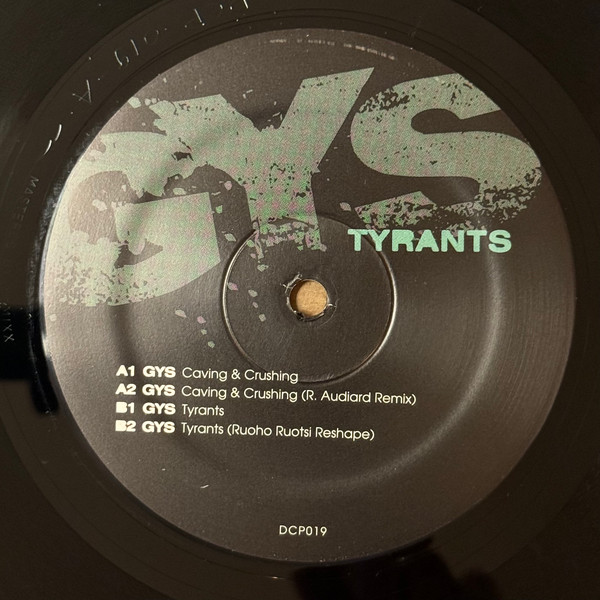 GYS
TYRANTS
A1 GYS Caving & Crushing
A2 GYS Caving & Crushing (R. Audiard Remix)
B1 GYS Tyrants
B2 GYS Tyrants (Ruoho Ruotsi Reshape)
DCP019